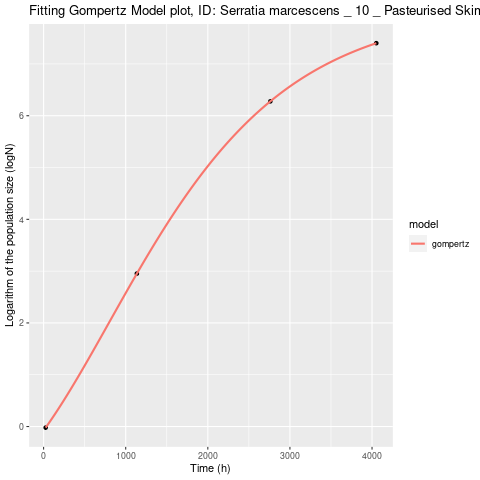 Fitting Gompertz Model plot, ID: Serratia marcescens _ 10 _ Pasteurised Skin
Logarithm of the population size (logN)
6
4
2
0
0 1000 2000 3000 4000
Time (h)
model
gompertz